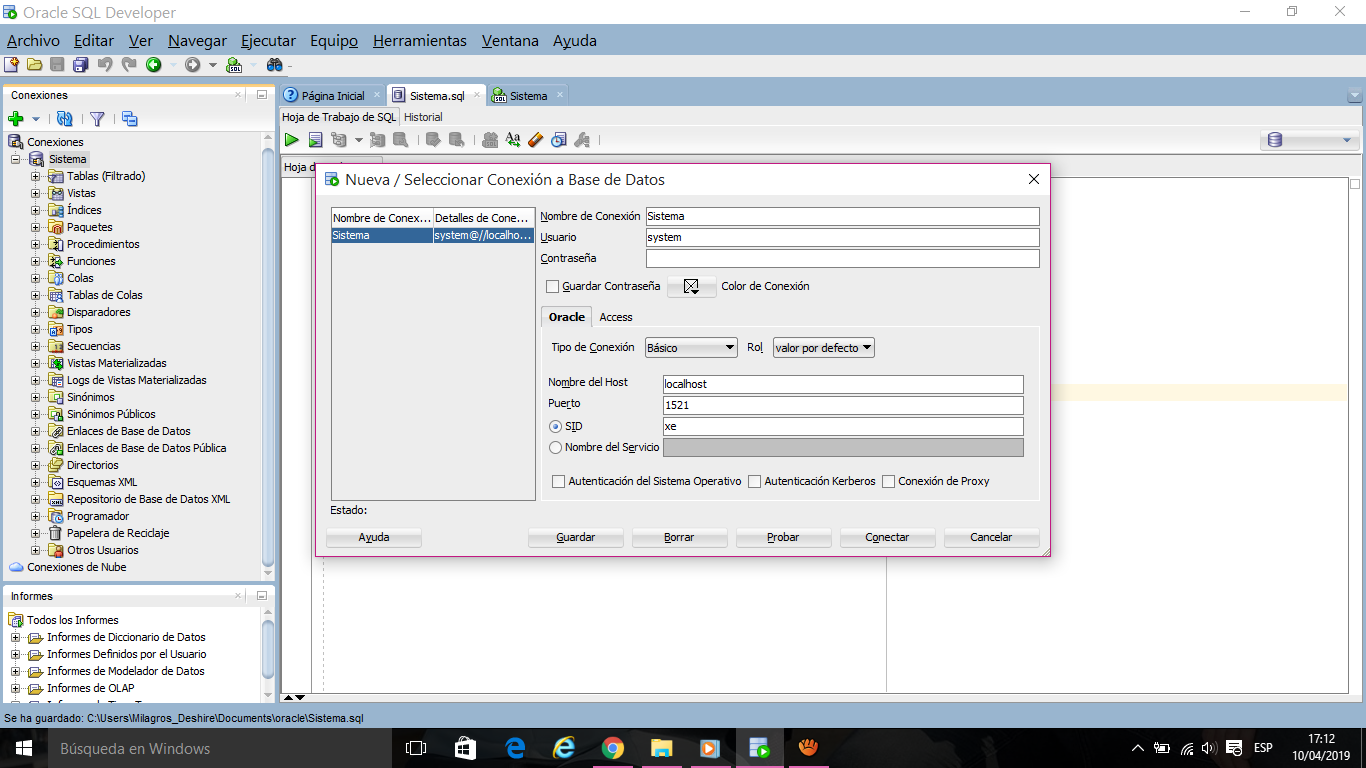 Oracle SQL Developer
Archivo Editar Ver Navegar Ejecutar Equipo Herramientas Ventana Ayuda
Conexiones
Conexiones
Sistema
Tablas (Filtrado)
Vistas
Índices
Paquetes
Procedimientos
Funciones
Colas
Tablas de Colas
Disparadores
Tipos
Secuencias
Vistas Materializadas
Logs de Vistas Materializadas
Sinónimos
Sinónimos Públicos
Enlaces de Base de Datos
Enlaces de Base de Datos Pública
Directorios
Esquemas XML
Repositorio de Base de Datos XML
Programador
Papelera de Reciclaje
Otros Usuarios
Conexiones de Nube
Informes
Todos los Informes
Informes de Diccionario de Datos
Informes Definidos por el Usuario
Informes de Modelador de Datos
Informes de OLAP
Página Inicial Sistema.sql Sistema
Hoja de Trabajo de SQL Historial
Hoja d
Nueva / Seleccionar Conexión a Base de Datos
Nombre de Conex... Detalles de Cone...
Sistema system@//localho...
Nombre de Conexión Sistema
Usuario system
Contraseña
Guardar Contraseña Color de Conexión
Oracle Access
Tipo de Conexión Básico Rol valor por defecto
Nombre del Host localhost
Puerto 1521
SID xe
Nombre del Servicio
Autenticación del Sistema Operativo Autenticación Kerberos Conexión de Proxy
Estado:
Ayuda Guardar Borrar Probar Conectar Cancelar
Se ha guardado: C:\Users\Milagros_Deshire\Documents\oracle\Sistema.sql
Búsqueda en Windows
ESP
17:12
10/04/2019